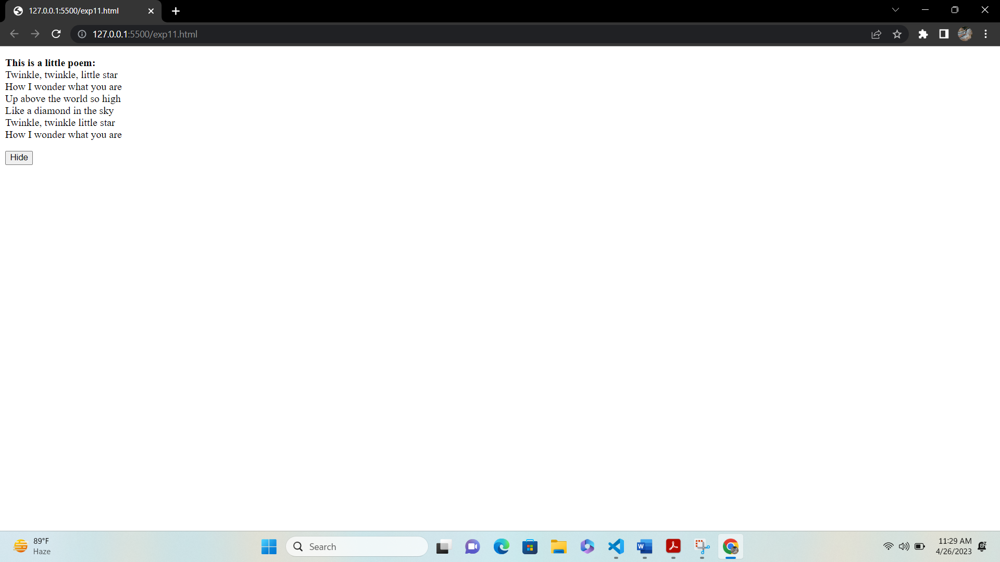 127.0.0.1:5500/exp11.html
127.0.0.1:5500/exp11.html
This is a little poem:
Twinkle, twinkle, little star
How I wonder what you are
Up above the world so high
Like a diamond in the sky
Twinkle, twinkle little star
How I wonder what you are
Hide
89°F
Haze
Search
11:29 AM
4/26/2023